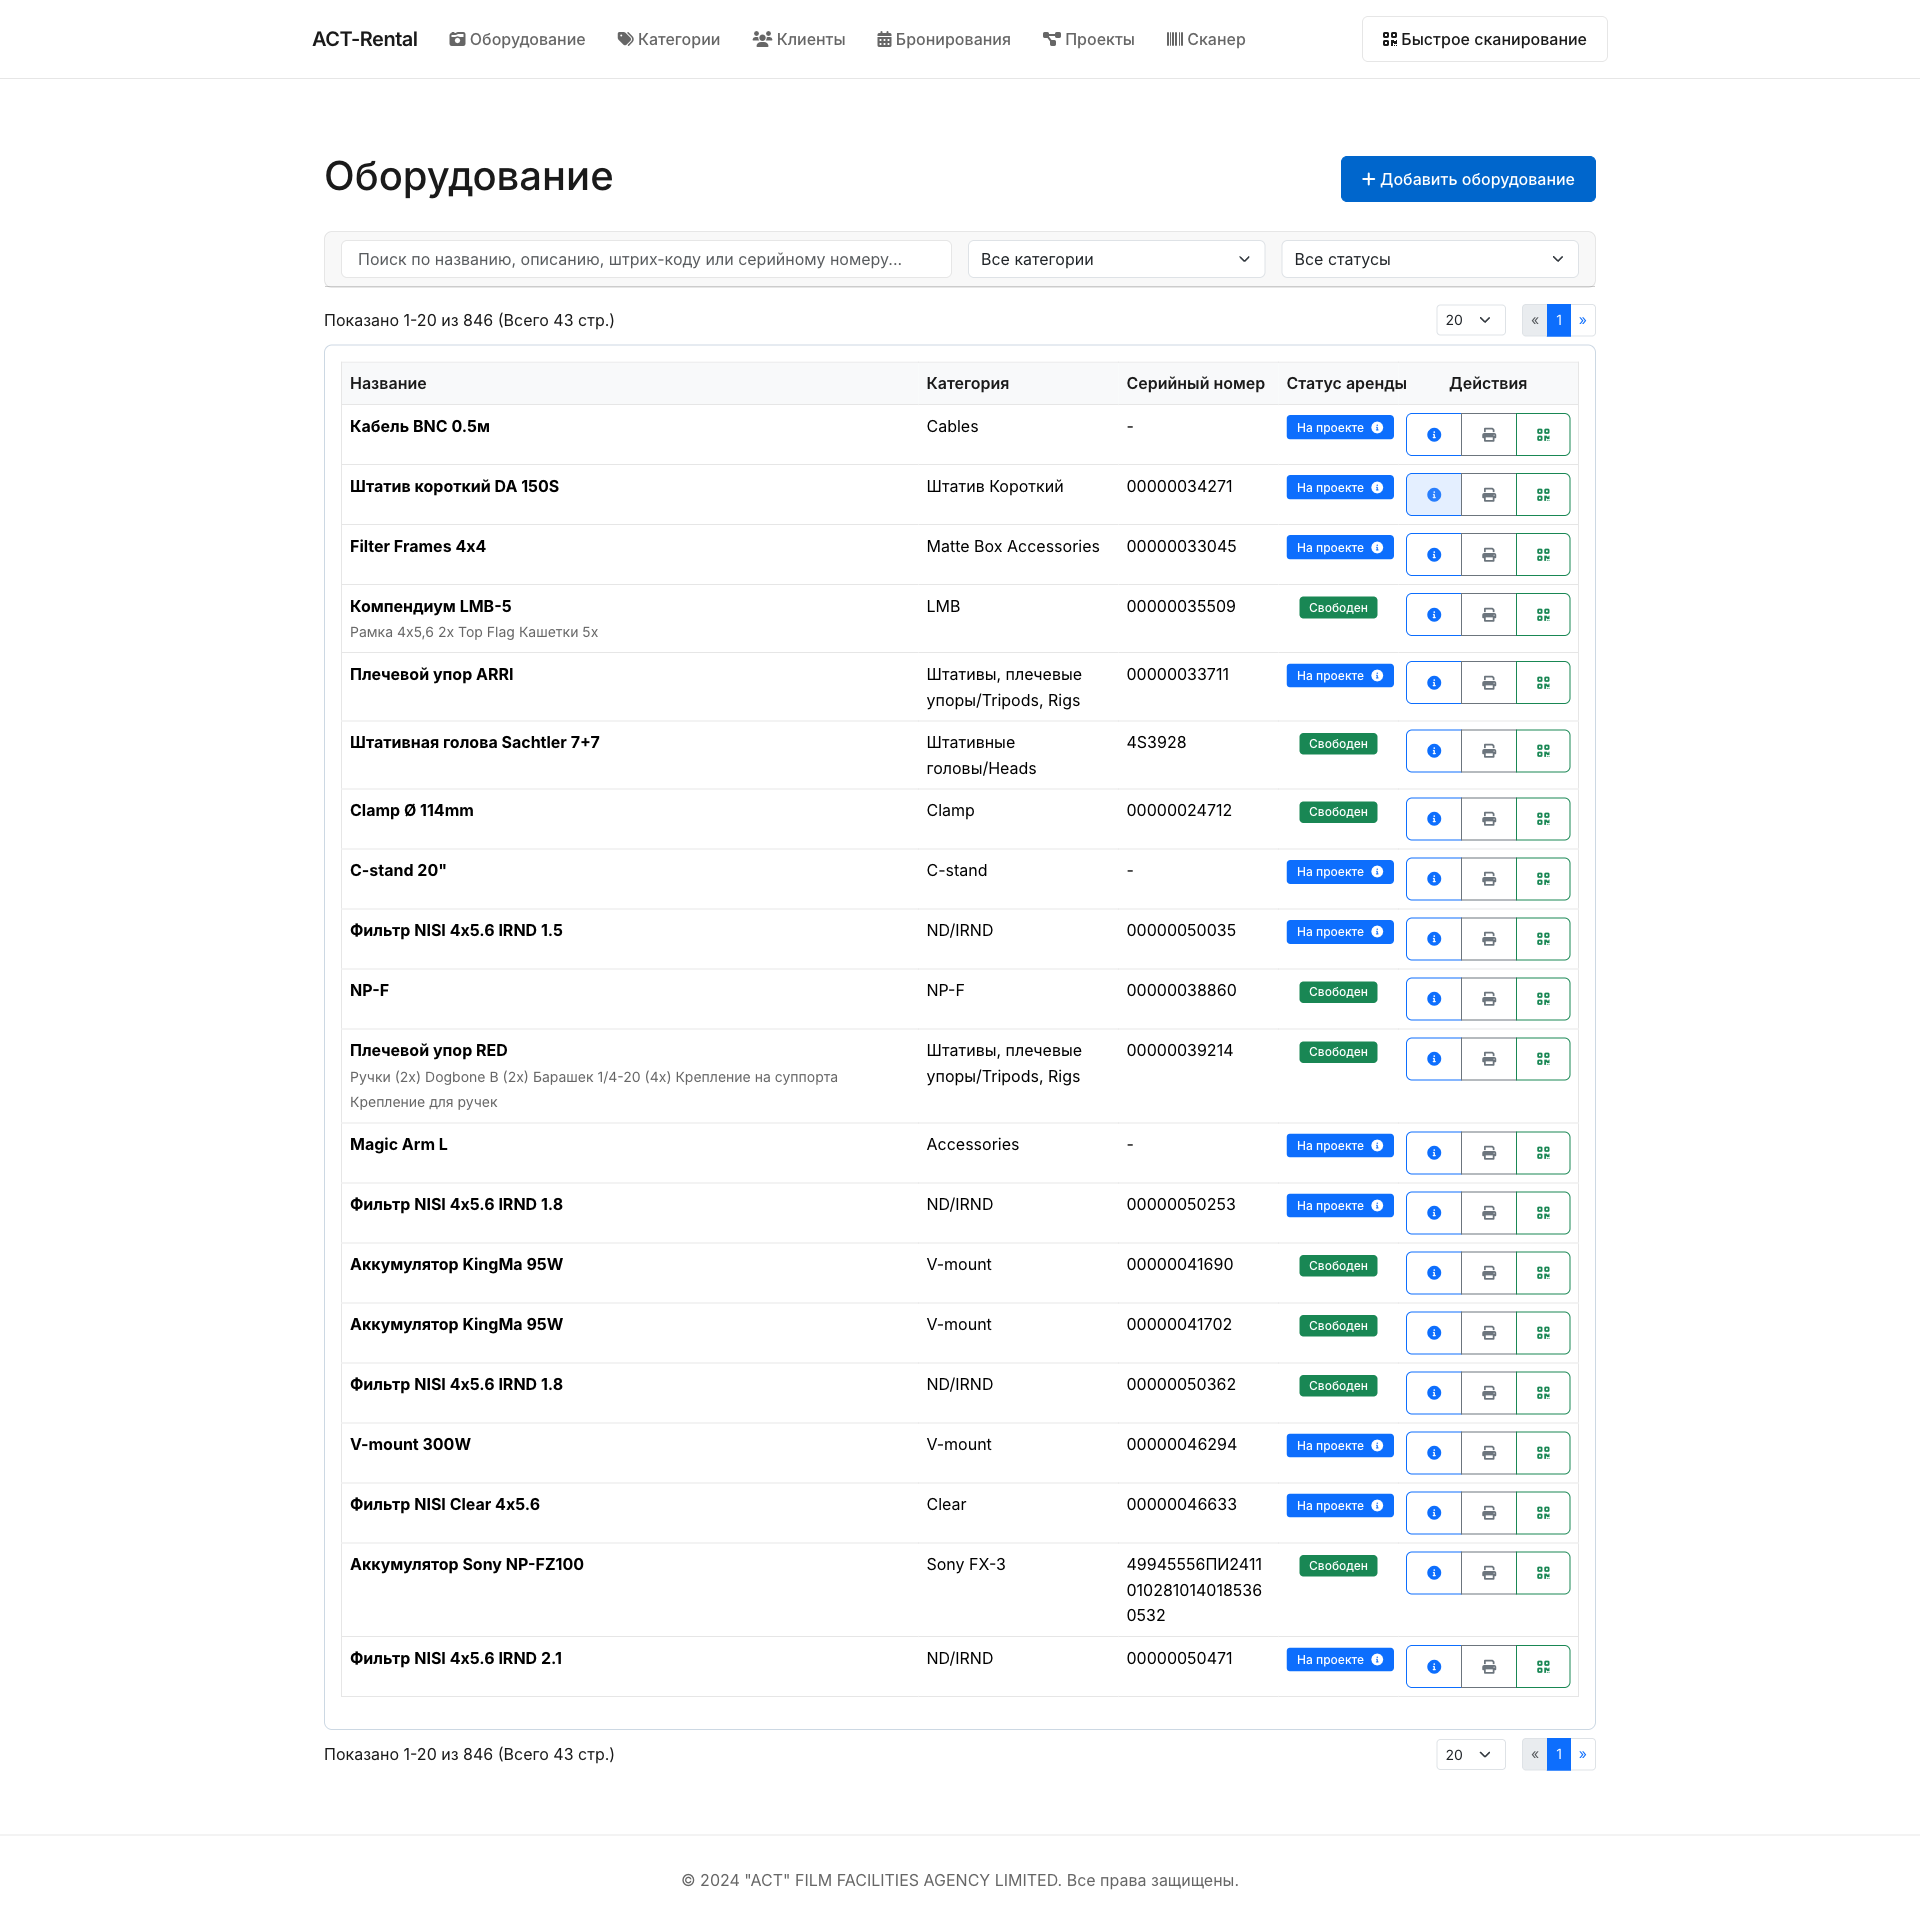 ACT-Rental Оборудование Категории Клиенты Бронирования Проекты Сканер Быстрое сканирование
Оборудование
Добавить оборудование
Поиск по названию, описанию, штрих-коду или серийному номеру... Все категории Все статусы
Показано 1-20 из 846 (Всего 43 стр.) 20 « 1 »
Название Категория Серийный номер Статус аренды Действия
Кабель BNC 0.5м Cables - На проекте
Штатив короткий DA 150S Штатив Короткий 00000034271 На проекте
Filter Frames 4x4 Matte Box Accessories 00000033045 На проекте
Компендиум LMB-5 LMB 00000035509 Свободен
Рамка 4x5,6 2x Top Flag Кашетки 5x
Плечевой упор ARRI Штативы, плечевые 00000033711 На проекте
упоры/Tripods, Rigs
Штативная голова Sachtler 7+7 Штативные 4S3928 Свободен
головы/Heads
Clamp Ø 114mm Clamp 00000024712 Свободен
C-stand 20" C-stand - На проекте
Фильтр NISI 4x5.6 IRND 1.5 ND/IRND 00000050035 На проекте
NP-F NP-F 00000038860 Свободен
Плечевой упор RED Штативы, плечевые 00000039214 Свободен
Ручки (2x) Dogbone B (2x) Барашек 1/4-20 (4x) Крепление на суппорта упоры/Tripods, Rigs
Крепление для ручек
Magic Arm L Accessories - На проекте
Фильтр NISI 4x5.6 IRND 1.8 ND/IRND 00000050253 На проекте
Аккумулятор KingMa 95W V-mount 00000041690 Свободен
Аккумулятор KingMa 95W V-mount 00000041702 Свободен
Фильтр NISI 4x5.6 IRND 1.8 ND/IRND 00000050362 Свободен
V-mount 300W V-mount 00000046294 На проекте
Фильтр NISI Clear 4x5.6 Clear 00000046633 На проекте
Аккумулятор Sony NP-FZ100 Sony FX-3 49945556ПИ2411 Свободен
010281014018536
0532
Фильтр NISI 4x5.6 IRND 2.1 ND/IRND 00000050471 На проекте
Показано 1-20 из 846 (Всего 43 стр.) 20 « 1 »
© 2024 "ACT" FILM FACILITIES AGENCY LIMITED. Все права защищены.